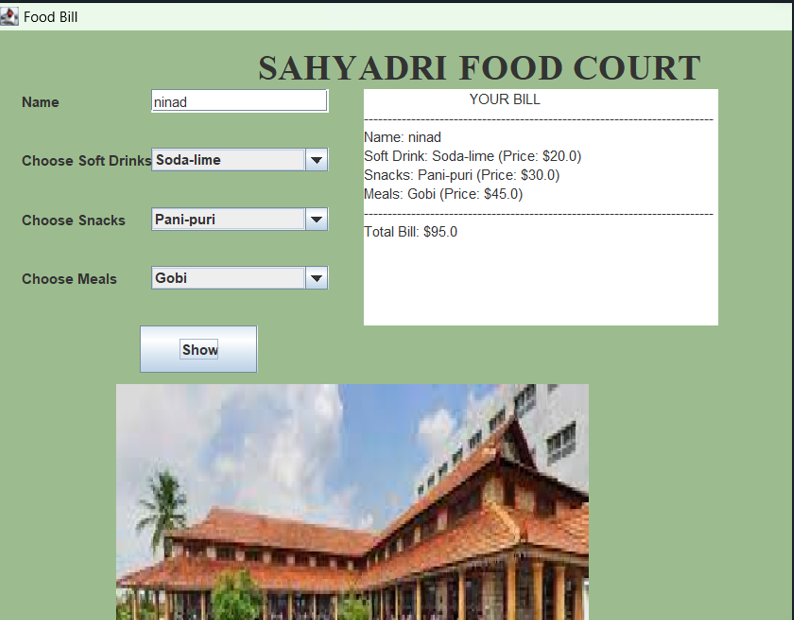 Food Bill
SAHYADRI FOOD COURT
Name
ninad
Choose Soft Drinks
Soda-lime
Choose Snacks
Pani-puri
Choose Meals
Gobi
Show
YOUR BILL
---------------------------------------------------------------------------------------
Name: ninad
Soft Drink: Soda-lime (Price: $20.0)
Snacks: Pani-puri (Price: $30.0)
Meals: Gobi (Price: $45.0)
---------------------------------------------------------------------------------------
Total Bill: $95.0